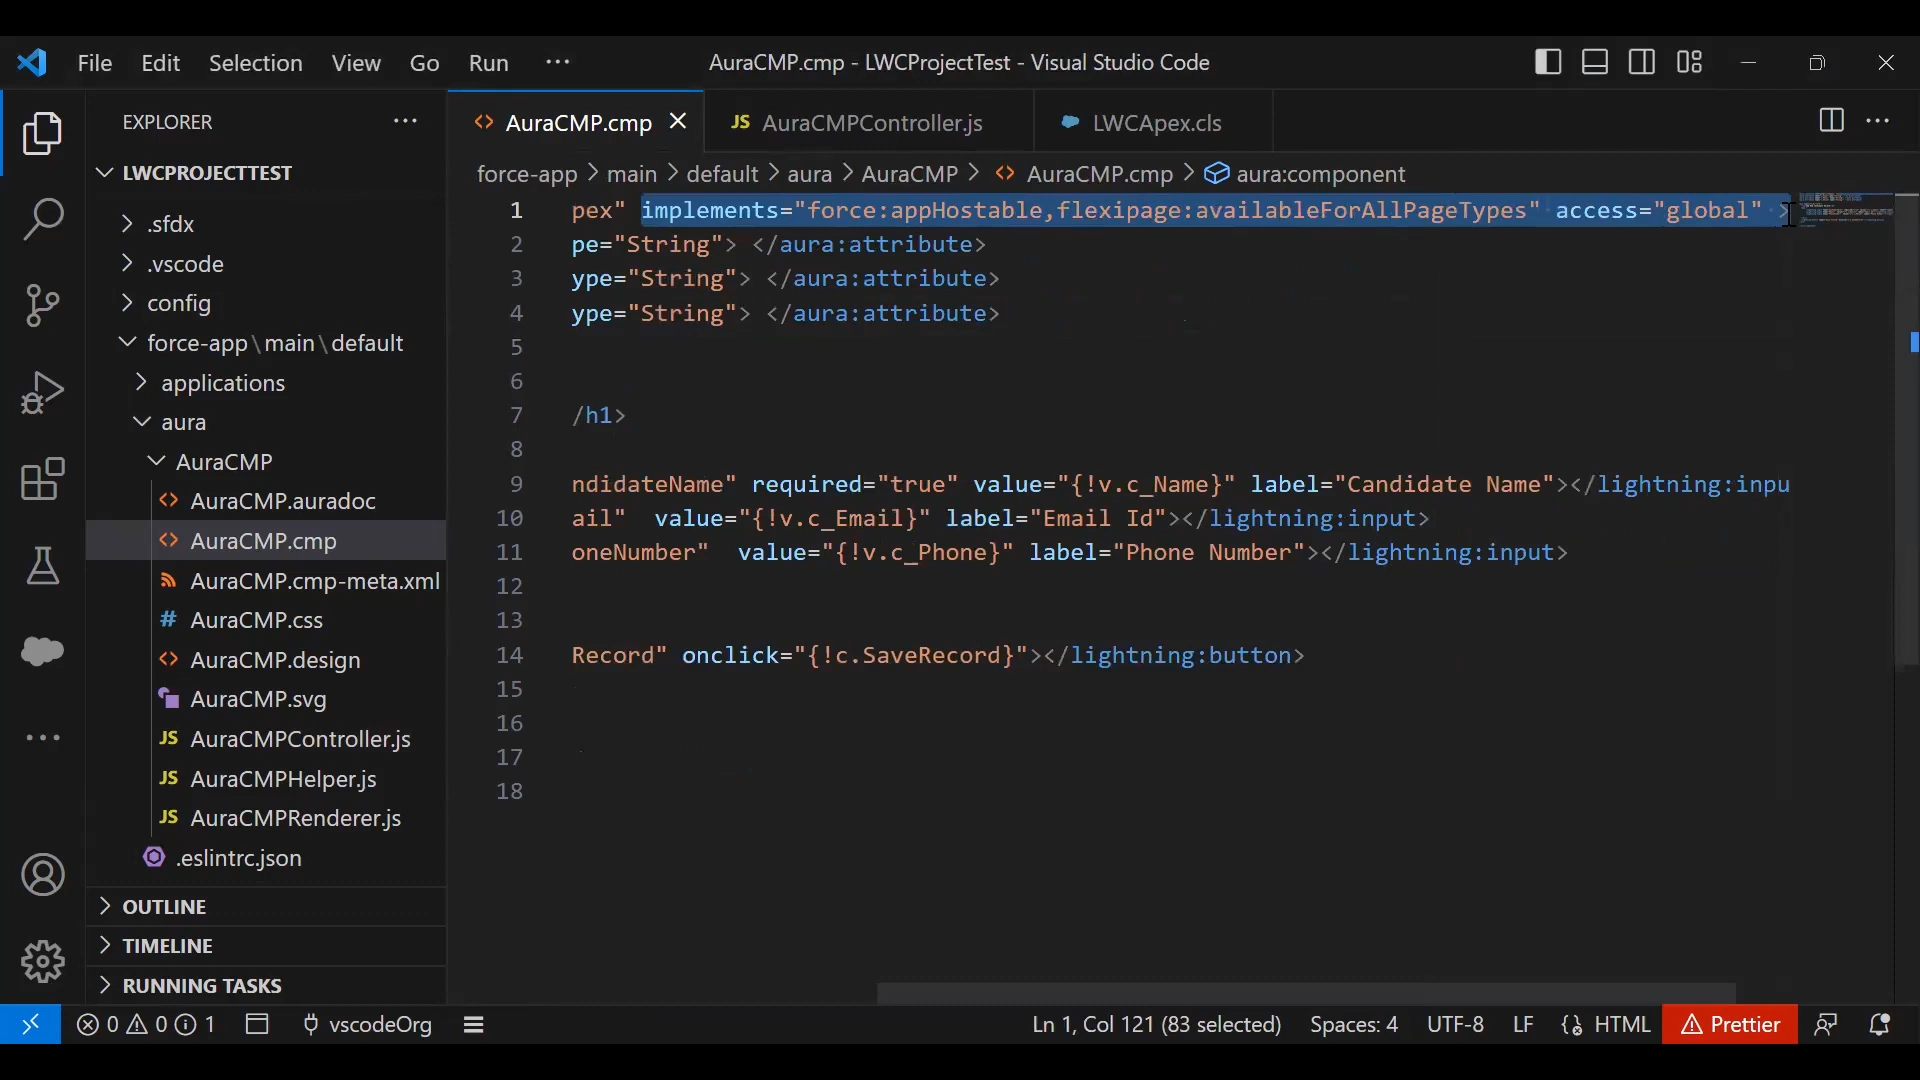 File Edit Selection View Go Run ··· AuraCMP.cmp - LWCProjectTest - Visual Studio Code
EXPLORER ···
AuraCMP.cmp
JS AuraCMPController.js
LWCApex.cls
···
force-app > main > default > aura > AuraCMP > AuraCMP.cmp > aura:component
LWCPROJECTTEST
.sfdx
.vscode
config
force-app\main\default
applications
aura
AuraCMP
AuraCMP.auradoc
AuraCMP.cmp
AuraCMP.cmp-meta.xml
# AuraCMP.css
AuraCMP.design
AuraCMP.svg
JS AuraCMPController.js
JS AuraCMPHelper.js
JS AuraCMPRenderer.js
.eslintrc.json
OUTLINE
TIMELINE
RUNNING TASKS
1 pex" implements="force:appHostable,flexipage:availableForAllPageTypes" access="global" >
2 pe="String"> </aura:attribute>
3 ype="String"> </aura:attribute>
4 ype="String"> </aura:attribute>
5
6
7 /h1>
8
9 ndidateName" required="true" value="{!v.c_Name}" label="Candidate Name"></lightning:inpu
10 ail"  value="{!v.c_Email}" label="Email Id"></lightning:input>
11 oneNumber"  value="{!v.c_Phone}" label="Phone Number"></lightning:input>
12
13
14 Record" onclick="{!c.SaveRecord}"></lightning:button>
15
16
17
18
0 0 1 vscodeOrg Ln 1, Col 121 (83 selected) Spaces: 4 UTF-8 LF HTML Prettier